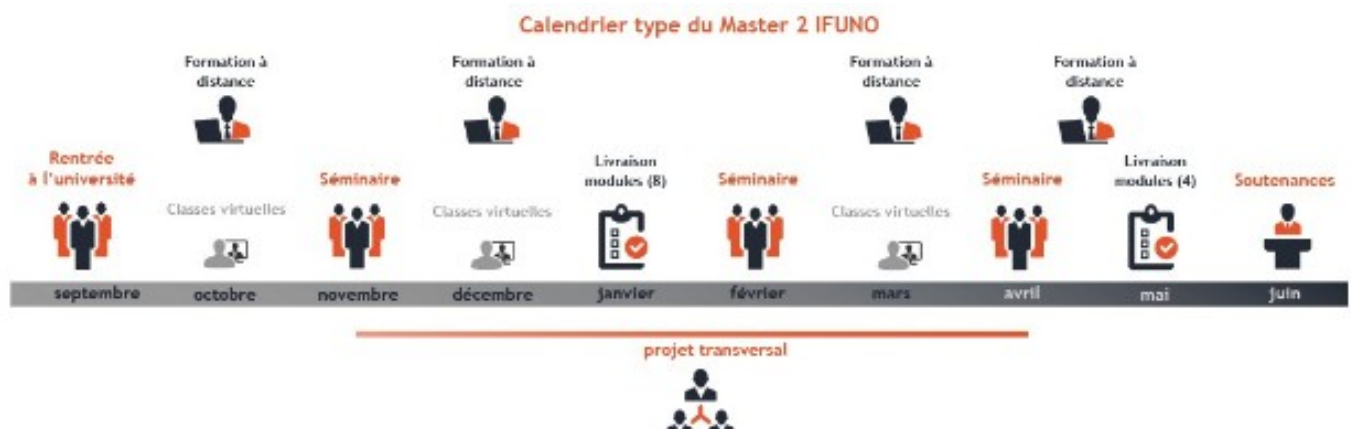 Calendrier type du Master 2 IFUNO
Formation à
distance
Formation à
distance
Formation à
distance
Formation à
distance
Rentrée
à l'université
Classes virtuelles
Séminaire
Classes virtuelles
Livraison
modules (8)
Séminaire
Classes virtuelles
Séminaire
Livraison
modules (4)
Soutenances
septembre octobre novembre décembre janvier février mars avril mai juin
projet transversal